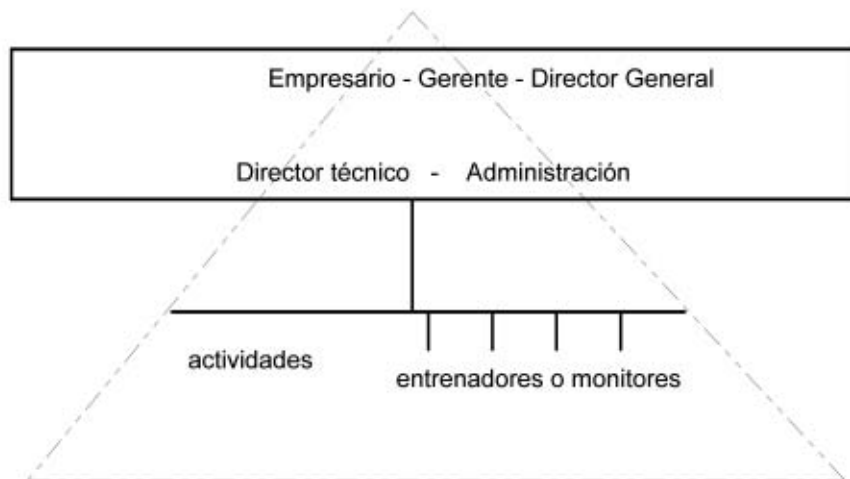 Empresario - Gerente - Director General
Director técnico - Administración
actividades
entrenadores o monitores